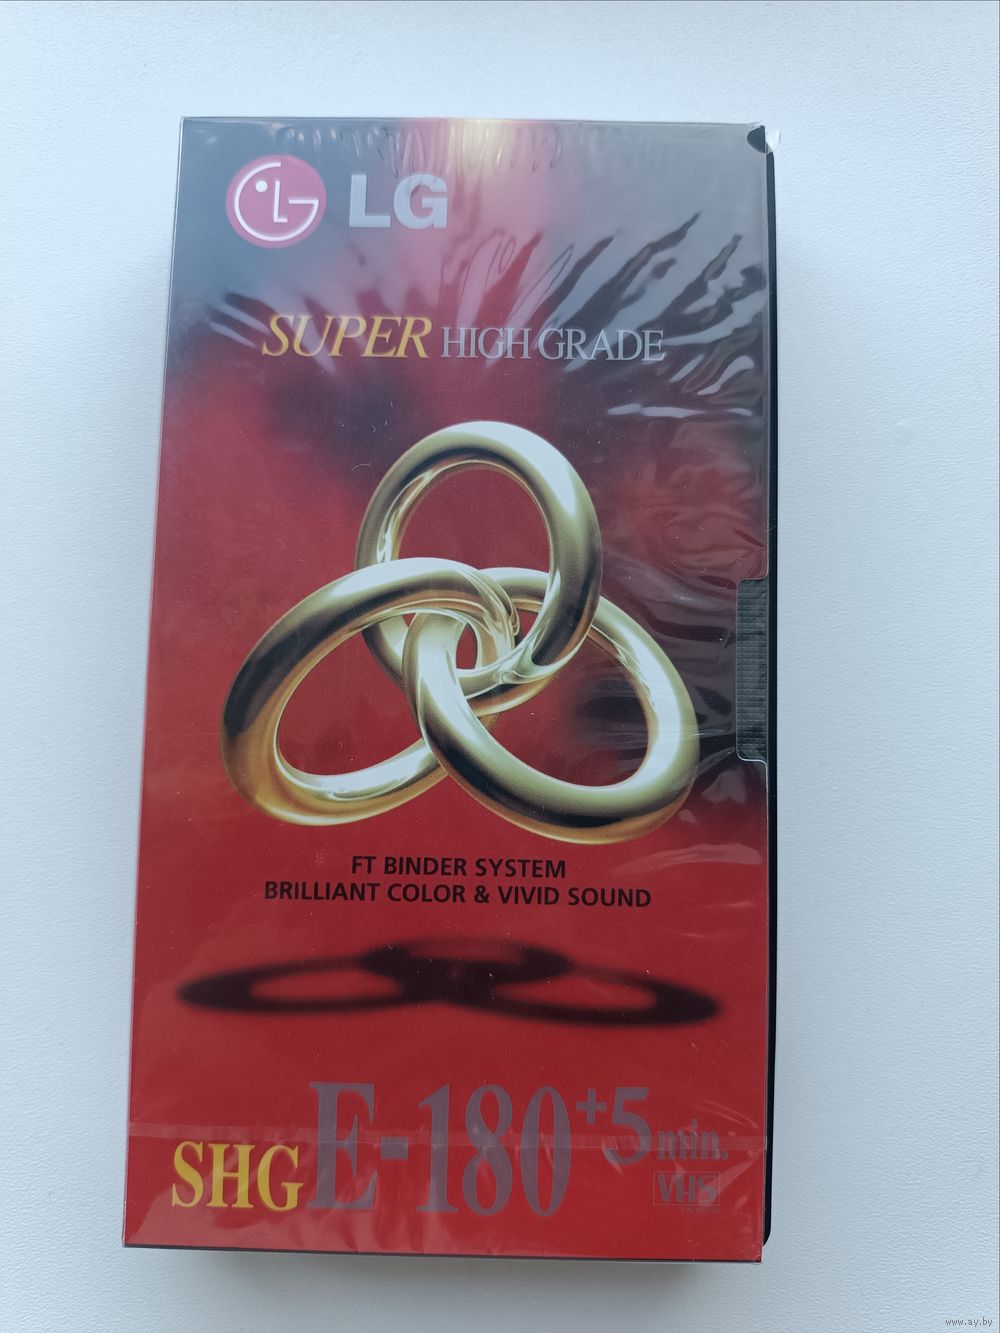 LG
SUPER HIGH GRADE
FT BINDER SYSTEM
BRILLIANT COLOR & VIVID SOUND
SHG E-180 +5 min.
VHS
www.ay.by